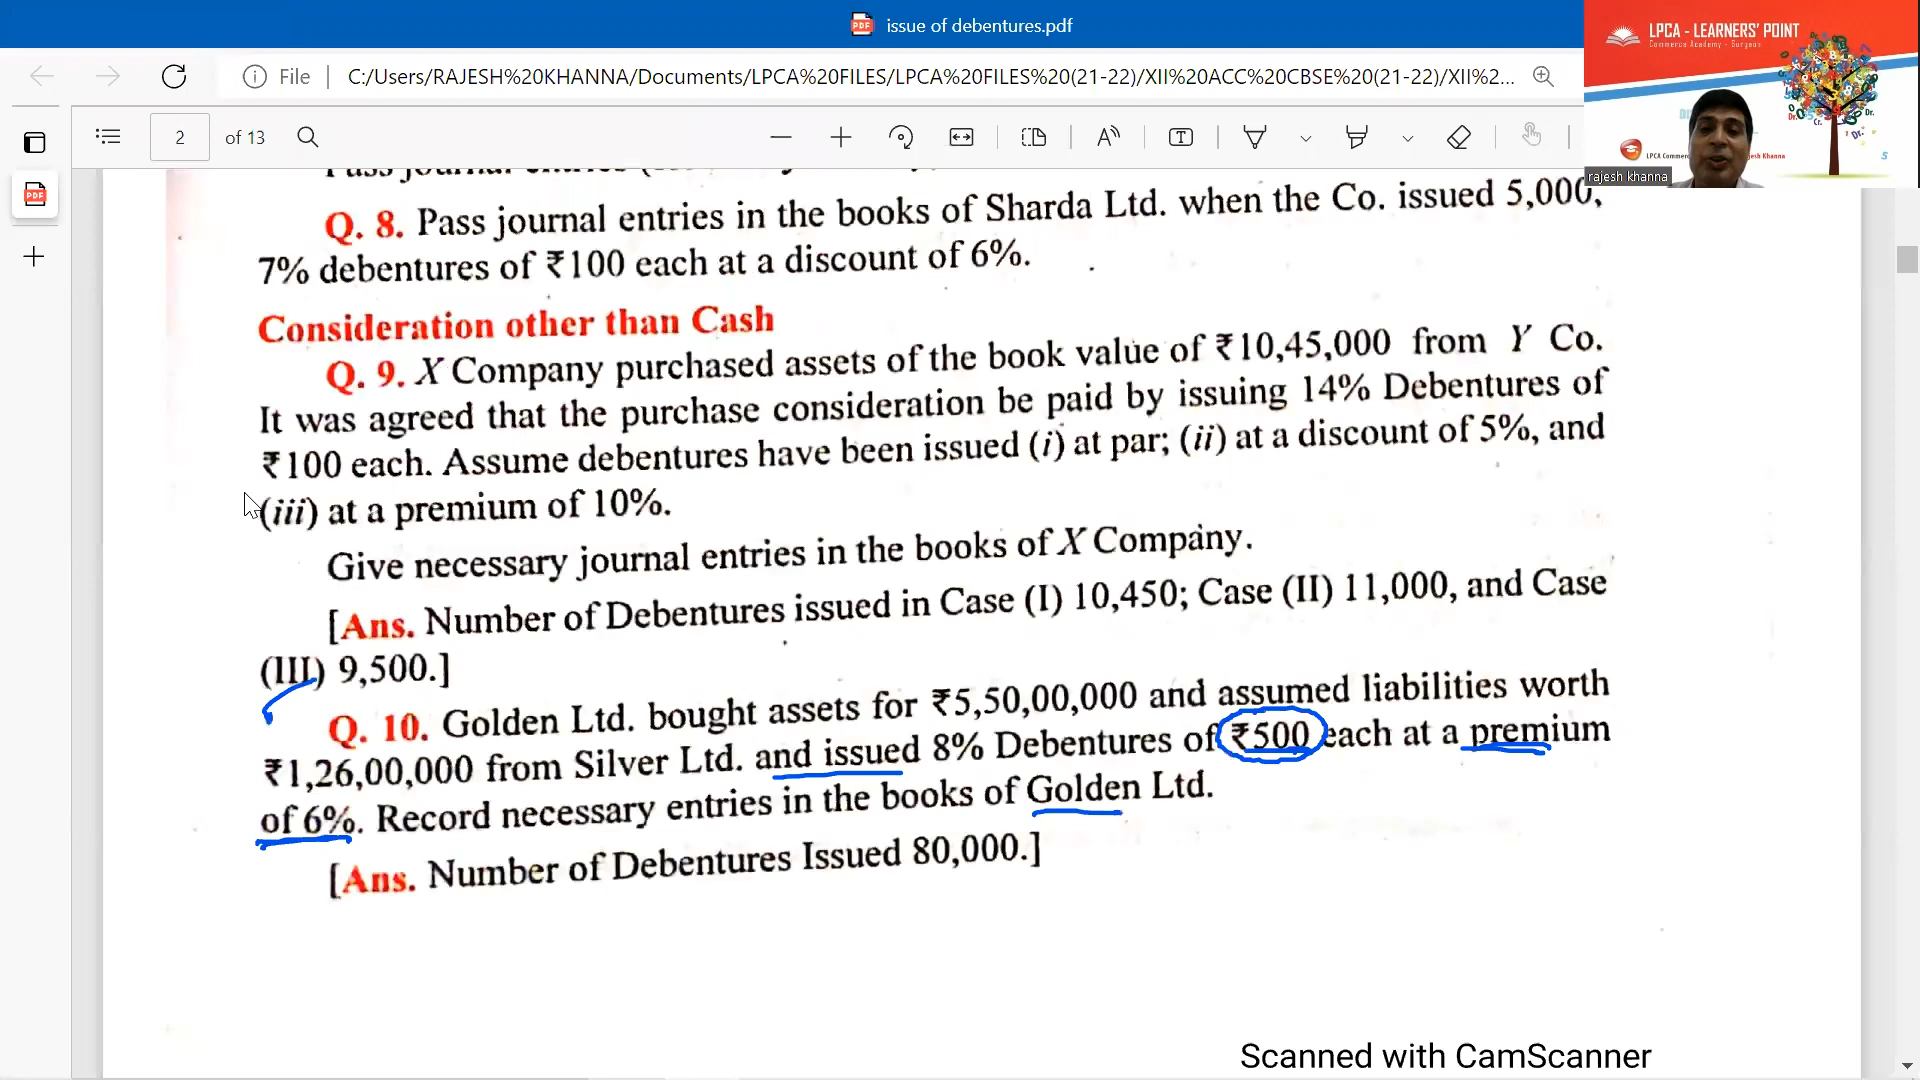 issue of debentures.pdf
File
C:/Users/RAJESH%20KHANNA/Documents/LPCA%20FILES/LPCA%20FILES%20(21-22)/XII%20ACC%20CBSE%20(21-22)/XII%2...
2 of 13
LPCA - LEARNERS' POINT
Commerce Academy - Gurgaon
rajesh khanna
Q. 8. Pass journal entries in the books of Sharda Ltd. when the Co. issued 5,000,
7% debentures of ₹100 each at a discount of 6%.
Consideration other than Cash
Q. 9. X Company purchased assets of the book value of ₹10,45,000 from Y Co.
It was agreed that the purchase consideration be paid by issuing 14% Debentures of
₹100 each. Assume debentures have been issued (i) at par; (ii) at a discount of 5%, and
(iii) at a premium of 10%.
Give necessary journal entries in the books of X Company.
[Ans. Number of Debentures issued in Case (I) 10,450; Case (II) 11,000, and Case
(III) 9,500.]
Q. 10. Golden Ltd. bought assets for ₹5,50,00,000 and assumed liabilities worth
₹1,26,00,000 from Silver Ltd. and issued 8% Debentures of ₹500 each at a premium
of 6%. Record necessary entries in the books of Golden Ltd.
[Ans. Number of Debentures Issued 80,000.]
Scanned with CamScanner